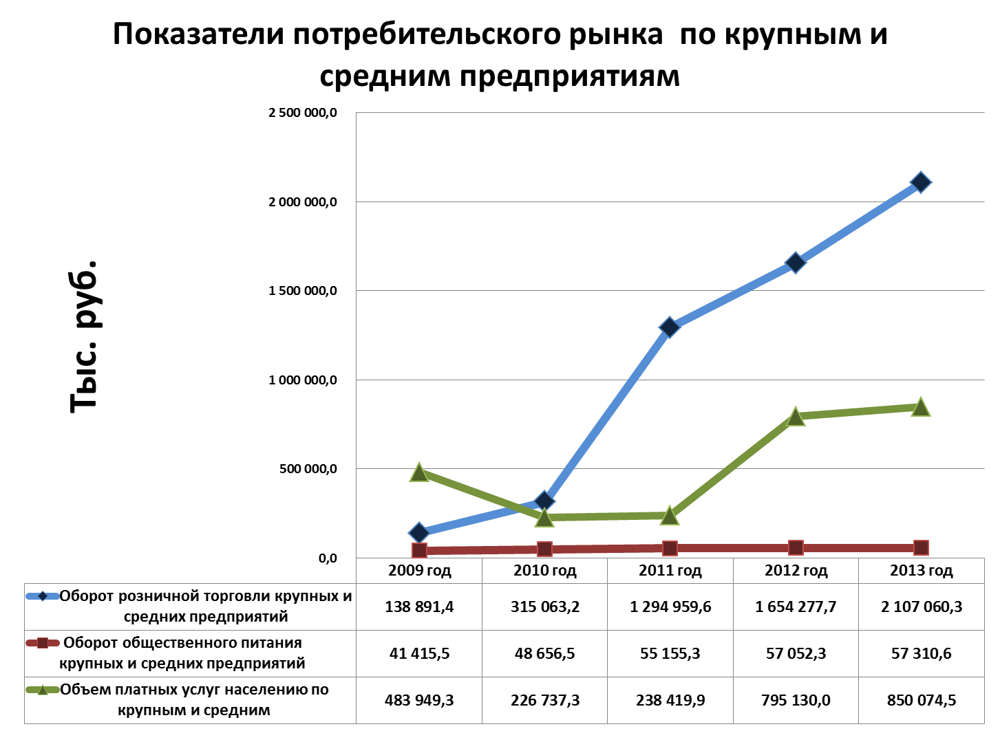 Показатели потребительского рынка  по крупным и
средним предприятиям
Тыс. руб.
2 500 000,0
2 000 000,0
1 500 000,0
1 000 000,0
500 000,0
0,0
2009 год 2010 год 2011 год 2012 год 2013 год
Оборот розничной торговли крупных и
средних предприятий
138 891,4 315 063,2 1 294 959,6 1 654 277,7 2 107 060,3
Оборот общественного питания
крупных и средних предприятий
41 415,5 48 656,5 55 155,3 57 052,3 57 310,6
Объем платных услуг населению по
крупным и средним
483 949,3 226 737,3 238 419,9 795 130,0 850 074,5